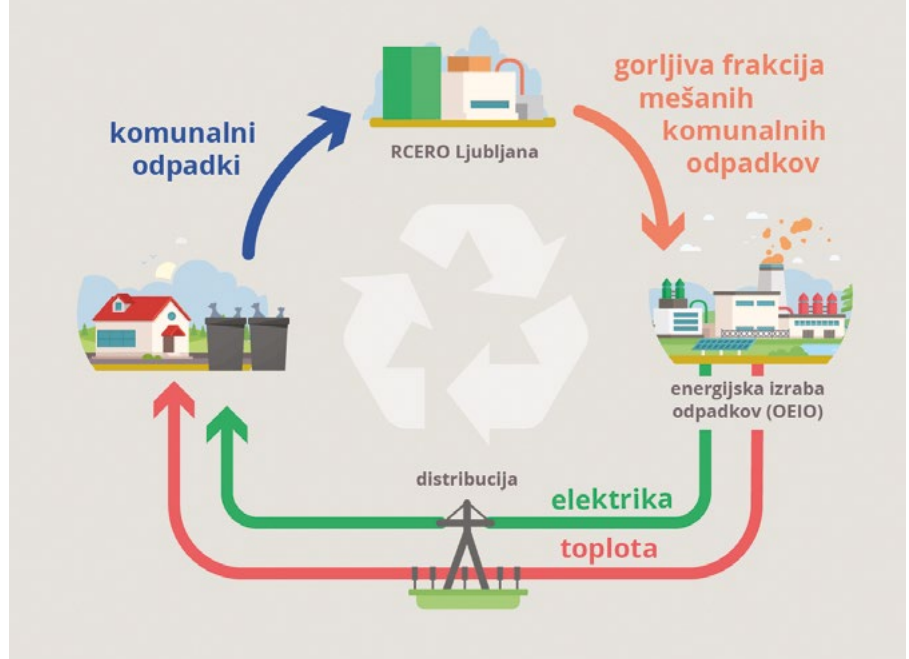 komunalni
odpadki
RCERO Ljubljana
gorljiva frakcija
mešanih
komunalnih
odpadkov
energijska izraba
odpadkov (OEIO)
distribucija
elektrika
toplota